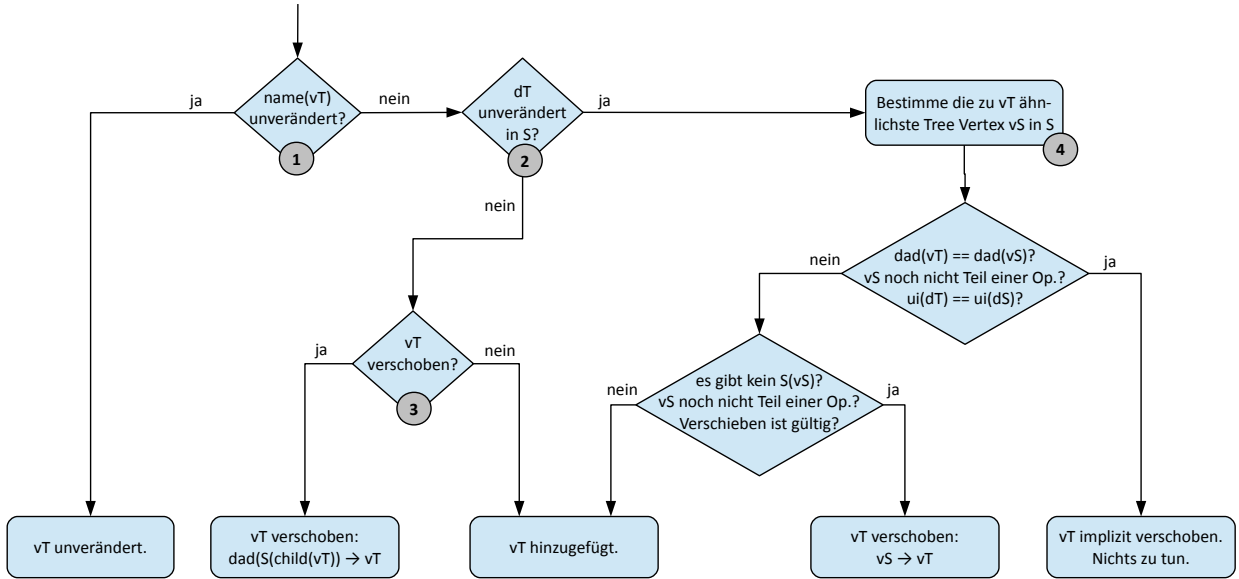 name(vT)
unverändert?
1
ja
nein
dT
unverändert
in S?
2
ja
nein
Bestimme die zu vT ähn-
lichste Tree Vertex vS in S
4
dad(vT) == dad(vS)?
vS noch nicht Teil einer Op.?
ui(dT) == ui(dS)?
nein
ja
vT
verschoben?
3
ja
nein
es gibt kein S(vS)?
vS noch nicht Teil einer Op.?
Verschieben ist gültig?
nein
ja
vT unverändert.
vT verschoben:
dad(S(child(vT)) → vT
vT hinzugefügt.
vT verschoben:
vS → vT
vT implizit verschoben.
Nichts zu tun.